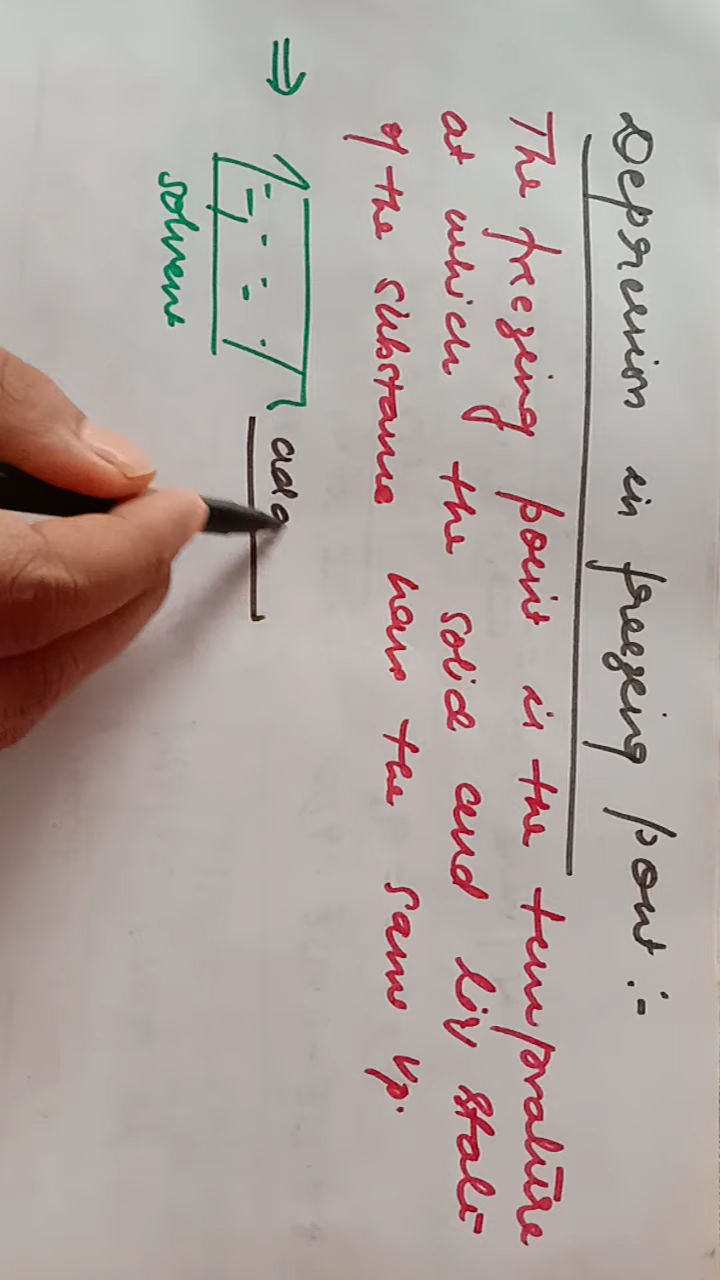 Depression in freezing point :-
The freezing point is the temprature
at which the solid and liq state
of the substance have the same v.p.
⇒
add
solvent